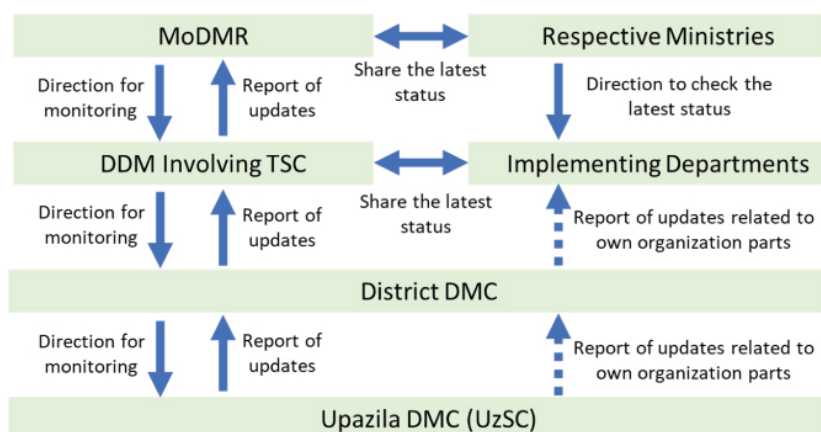 MoDMR
Respective Ministries
Direction for
monitoring
Report of
updates
Share the latest
status
Direction to check the
latest status
DDM Involving TSC
Implementing Departments
Direction for
monitoring
Report of
updates
Share the latest
status
Report of updates related to
own organization parts
District DMC
Direction for
monitoring
Report of
updates
Report of updates related to
own organization parts
Upazila DMC (UzSC)